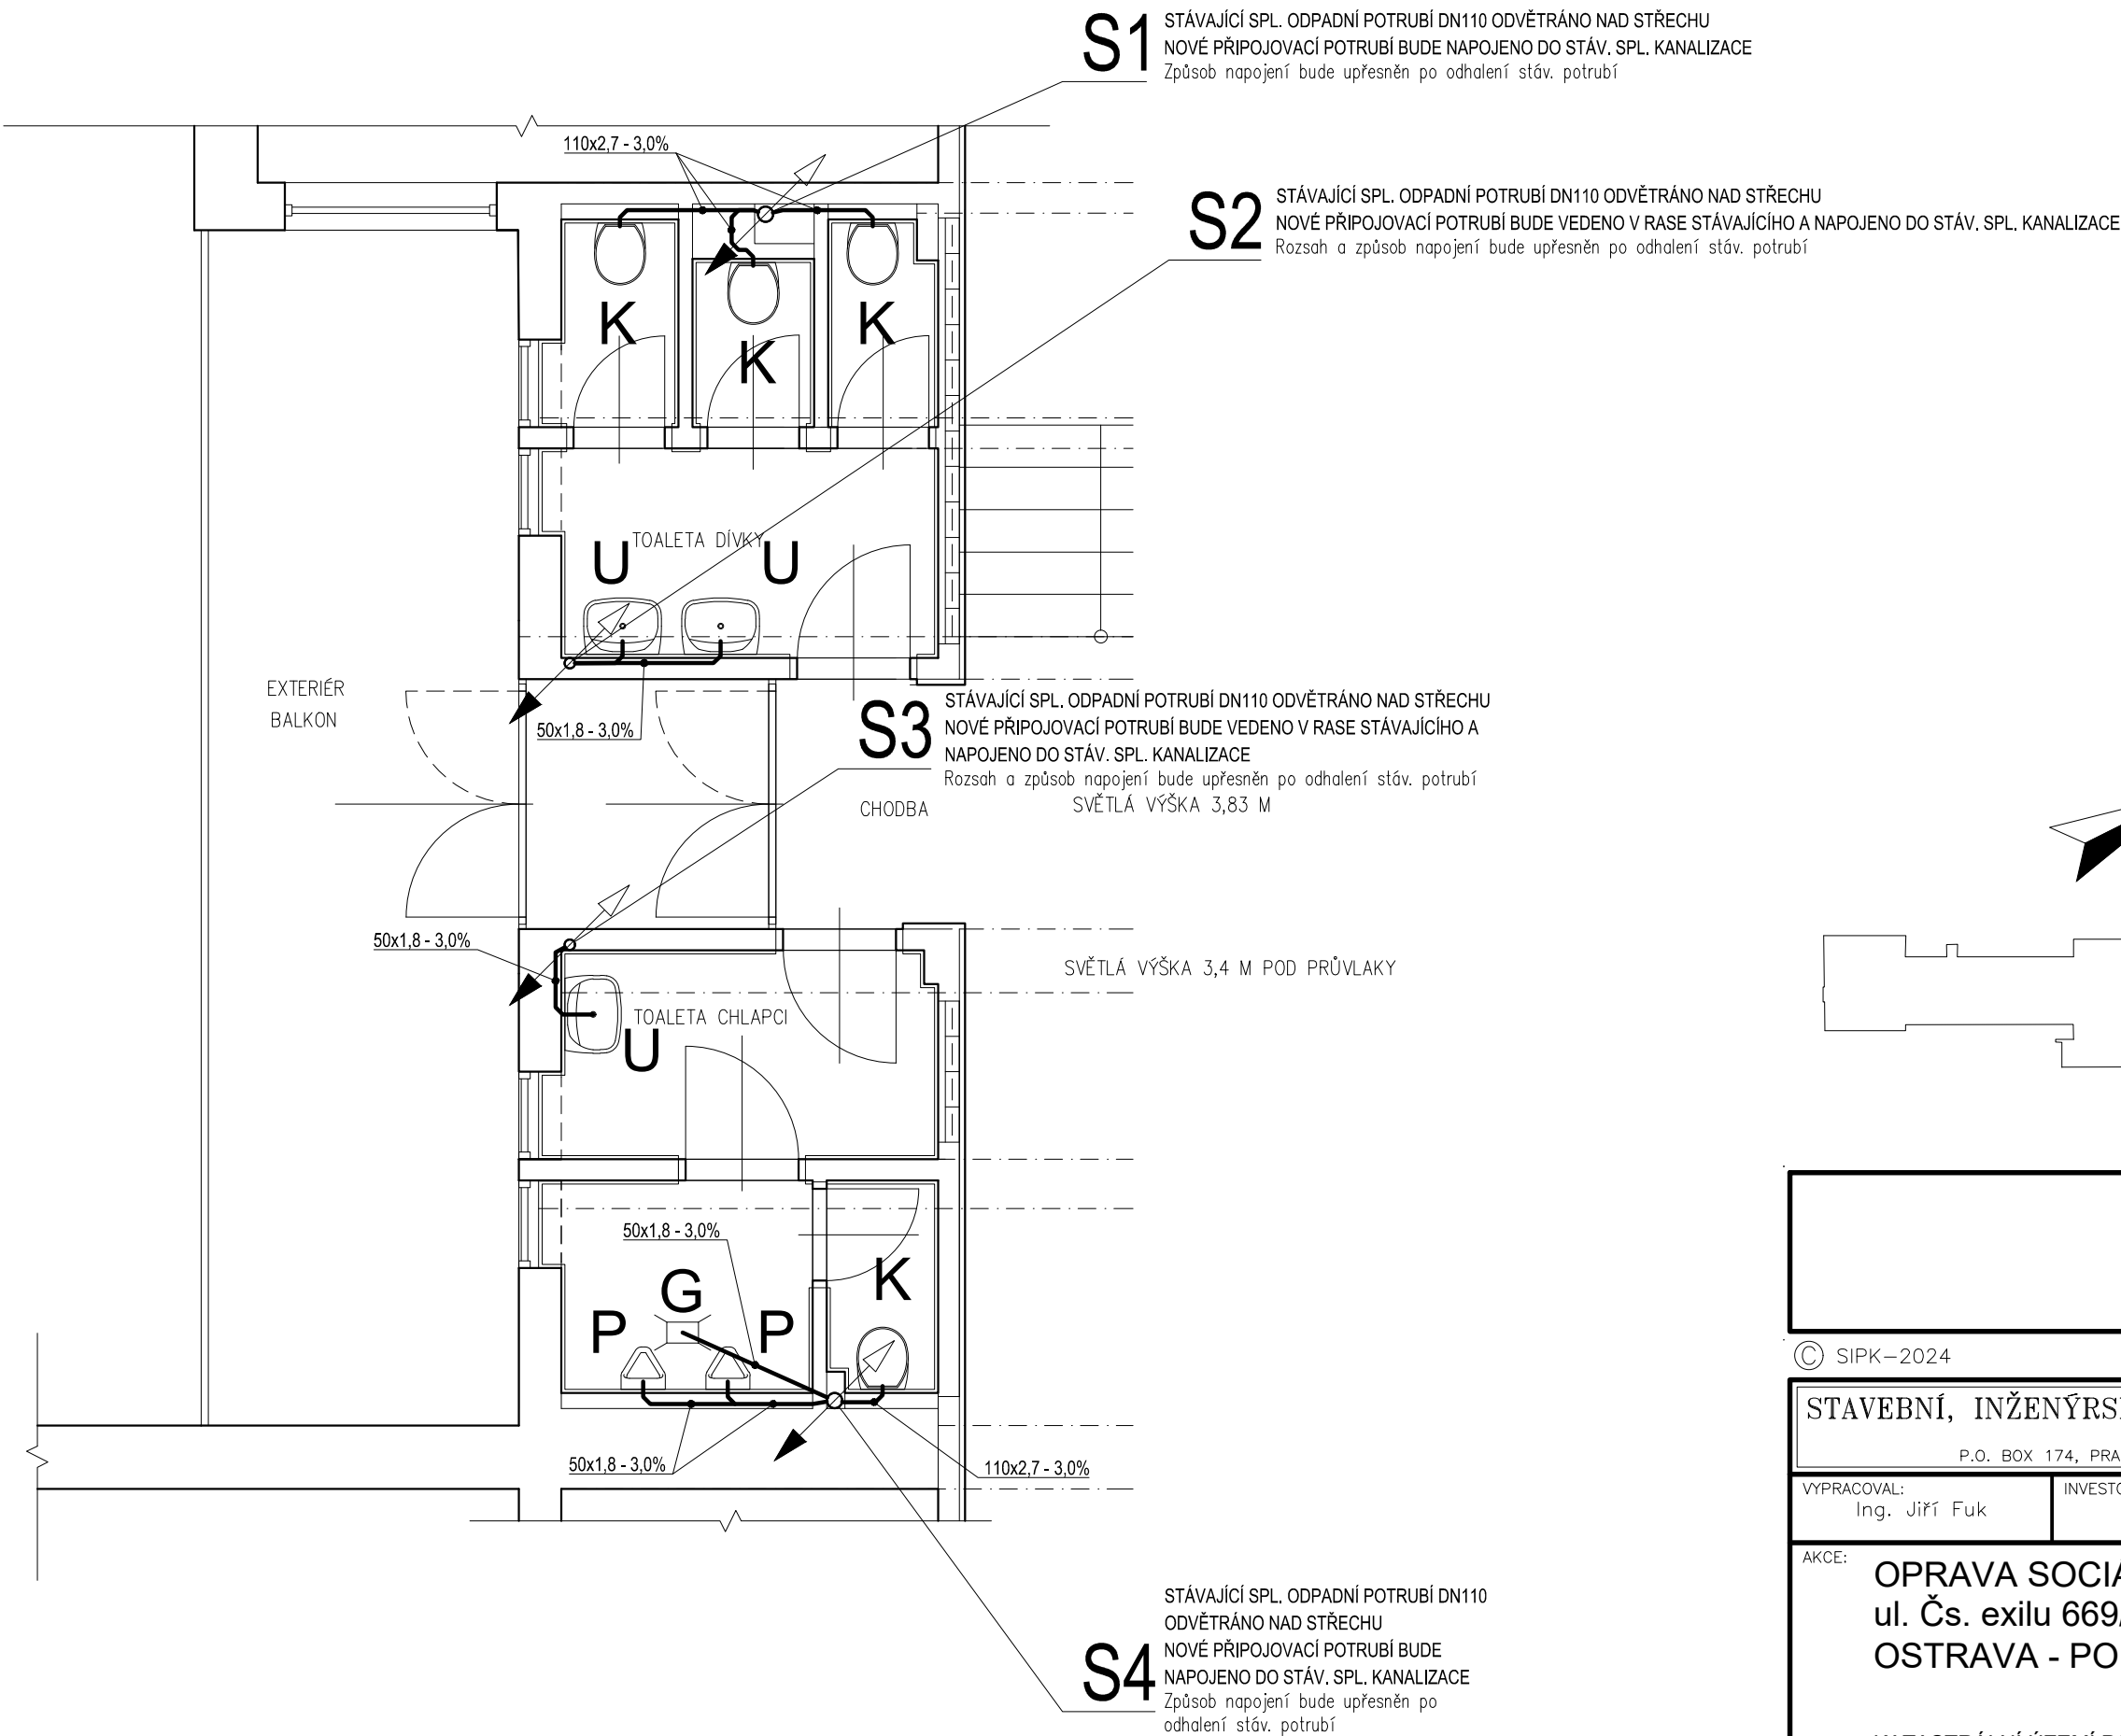 S1
STÁVAJÍCÍ SPL. ODPADNÍ POTRUBÍ DN110 ODVĚTRÁNO NAD STŘECHU
NOVÉ PŘIPOJOVACÍ POTRUBÍ BUDE NAPOJENO DO STÁV. SPL. KANALIZACE
Způsob napojení bude upřesněn po odhalení stáv. potrubí
110x2,7 - 3,0%
S2
STÁVAJÍCÍ SPL. ODPADNÍ POTRUBÍ DN110 ODVĚTRÁNO NAD STŘECHU
NOVÉ PŘIPOJOVACÍ POTRUBÍ BUDE VEDENO V RASE STÁVAJÍCÍHO A NAPOJENO DO STÁV. SPL. KANALIZACE
Rozsah a způsob napojení bude upřesněn po odhalení stáv. potrubí
K
K
K
TOALETA DÍVKY
U
U
EXTERIÉR
BALKON
50x1,8 - 3,0%
S3
STÁVAJÍCÍ SPL. ODPADNÍ POTRUBÍ DN110 ODVĚTRÁNO NAD STŘECHU
NOVÉ PŘIPOJOVACÍ POTRUBÍ BUDE VEDENO V RASE STÁVAJÍCÍHO A
NAPOJENO DO STÁV. SPL. KANALIZACE
Rozsah a způsob napojení bude upřesněn po odhalení stáv. potrubí
CHODBA
SVĚTLÁ VÝŠKA 3,83 M
50x1,8 - 3,0%
SVĚTLÁ VÝŠKA 3,4 M POD PRŮVLAKY
TOALETA CHLAPCI
U
50x1,8 - 3,0%
G
K
P
P
50x1,8 - 3,0%
110x2,7 - 3,0%
S4
STÁVAJÍCÍ SPL. ODPADNÍ POTRUBÍ DN110
ODVĚTRÁNO NAD STŘECHU
NOVÉ PŘIPOJOVACÍ POTRUBÍ BUDE
NAPOJENO DO STÁV. SPL. KANALIZACE
Způsob napojení bude upřesněn po
odhalení stáv. potrubí
© SIPK-2024
STAVEBNÍ,
P.O. BOX 174,
VYPRACOVAL:
Ing. Jiří Fuk
AKCE:
OPRAVA
ul. Čs. exilu
OSTRAVA -